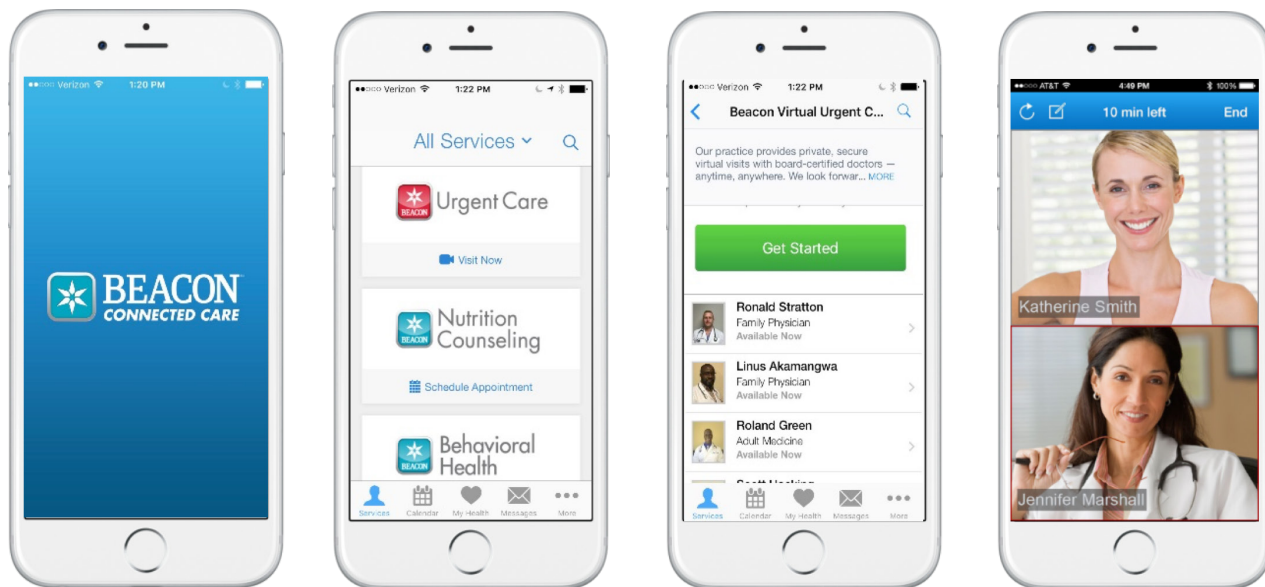 Verizon 1:20 PM
BEACON
CONNECTED CARE
Verizon 1:22 PM
All Services
BEACON
Urgent Care
Visit Now
BEACON
Nutrition
Counseling
Schedule Appointment
BEACON
Behavioral
Health
Services Calendar My Health Messages More
Verizon 1:22 PM
Beacon Virtual Urgent C...
Our practice provides private, secure
virtual visits with board-certified doctors —
anytime, anywhere. We look forwar... MORE
Get Started
Ronald Stratton
Family Physician
Available Now
Linus Akamangwa
Family Physician
Available Now
Roland Green
Adult Medicine
Available Now
Services Calendar My Health Messages More
AT&T 4:49 PM 100%
10 min left End
Katherine Smith
Jennifer Marshall